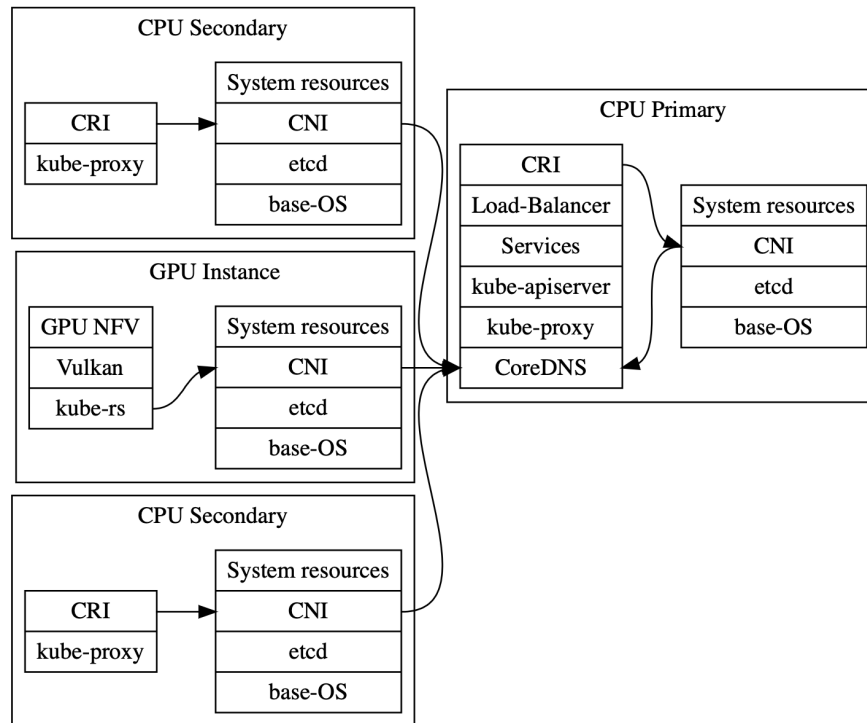 CPU Secondary
CRI
kube-proxy
System resources
CNI
etcd
base-OS
GPU Instance
GPU NFV
Vulkan
kube-rs
System resources
CNI
etcd
base-OS
CPU Secondary
CRI
kube-proxy
System resources
CNI
etcd
base-OS
CPU Primary
CRI
Load-Balancer
Services
kube-apiserver
kube-proxy
CoreDNS
System resources
CNI
etcd
base-OS